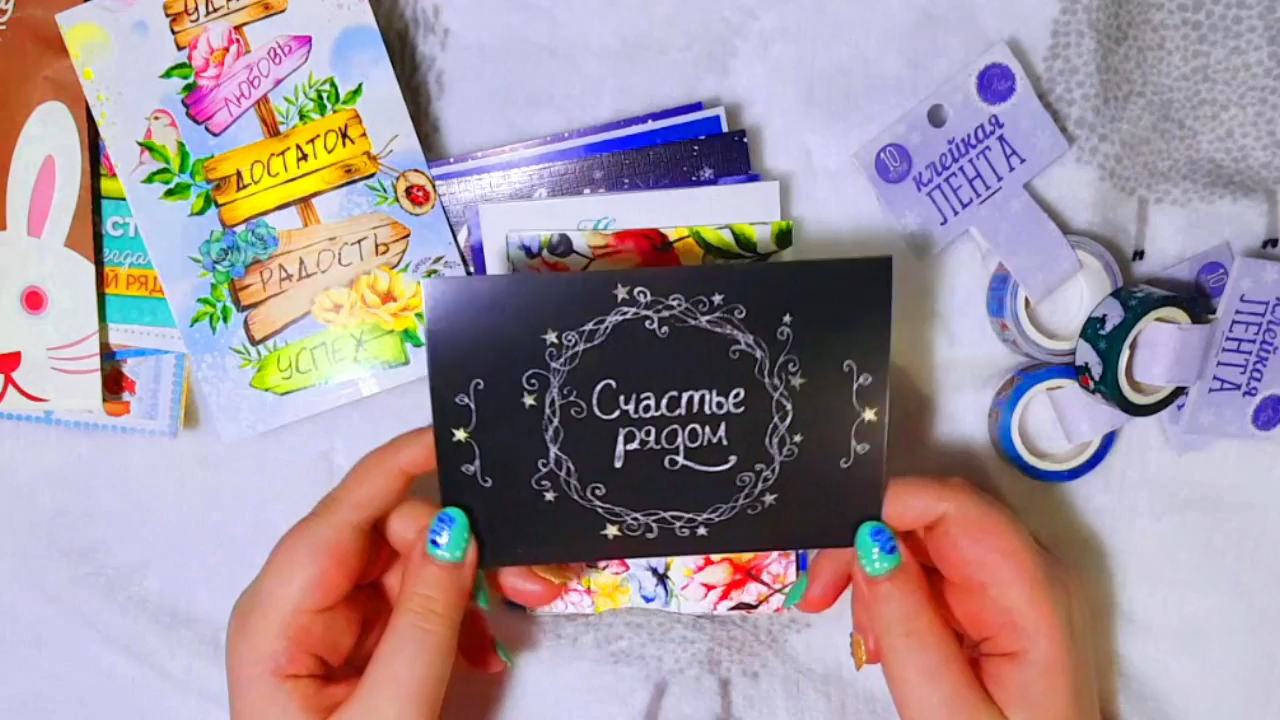 ЛЮБОВЬ
ДОСТАТОК
РАДОСТЬ
УСПЕХ
Счастье
рядом
10
клейкая
ЛЕНТА
10
клейкая
ЛЕНТА